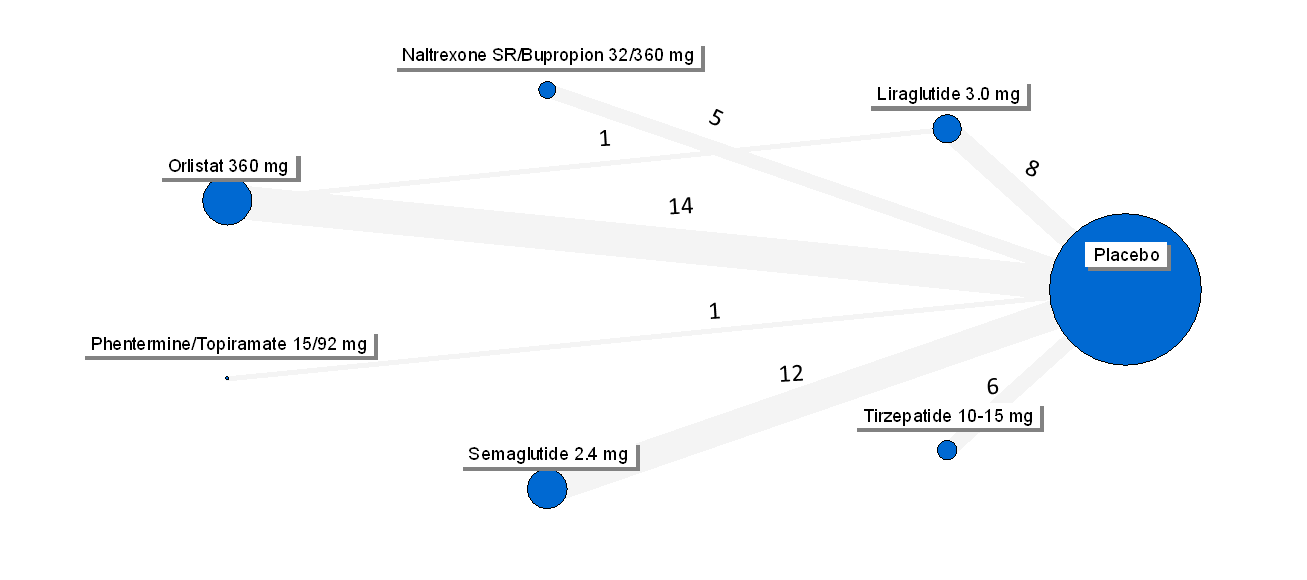 Naltrexone SR/Bupropion 32/360 mg
Liraglutide 3.0 mg
5
1
8
Orlistat 360 mg
14
Placebo
1
Phentermine/Topiramate 15/92 mg
12
6
Tirzepatide 10-15 mg
Semaglutide 2.4 mg